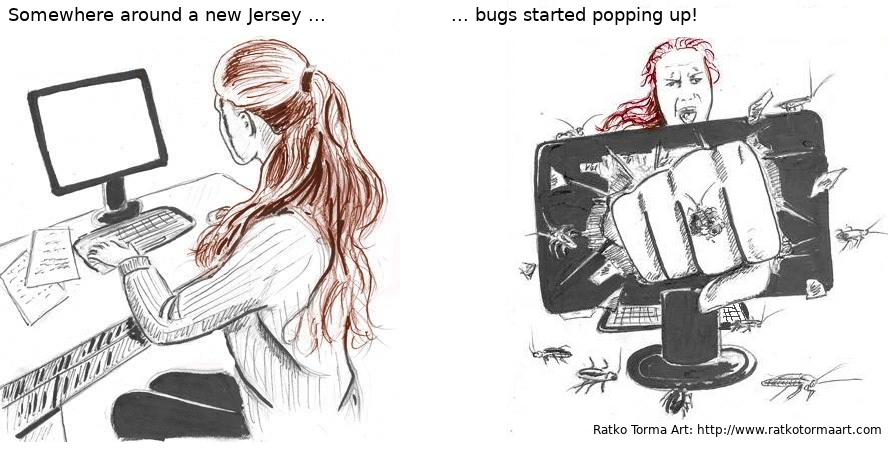 Somewhere around a new Jersey ...
... bugs started popping up!
Ratko Torma Art: http://www.ratkotormaart.com